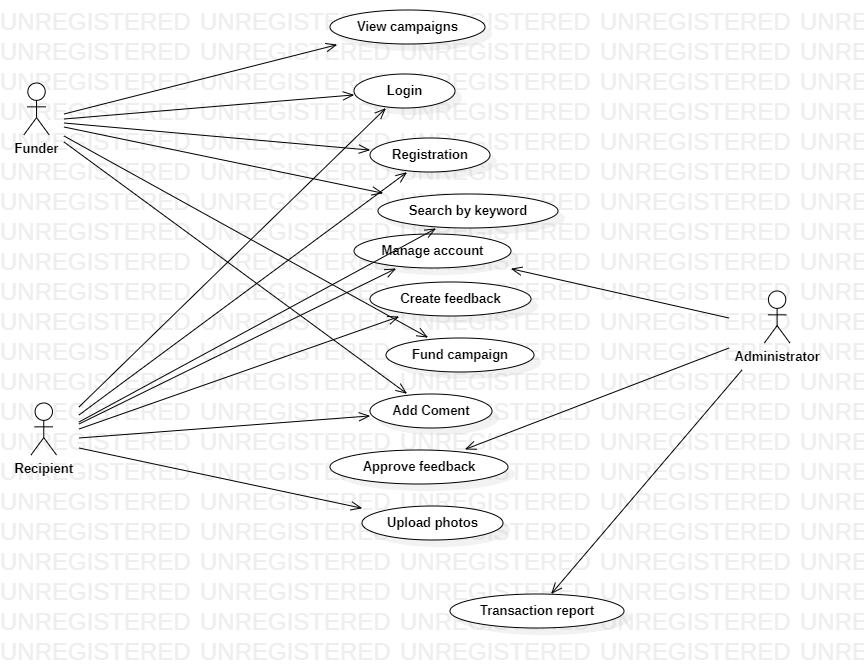 View campaigns
Login
Funder
Registration
Search by keyword
Manage account
Create feedback
Administrator
Fund campaign
Add Coment
Recipient
Approve feedback
Upload photos
Transaction report
UNREGISTERED UNREGISTERED UNREGISTERED UNREGISTERED UNRE